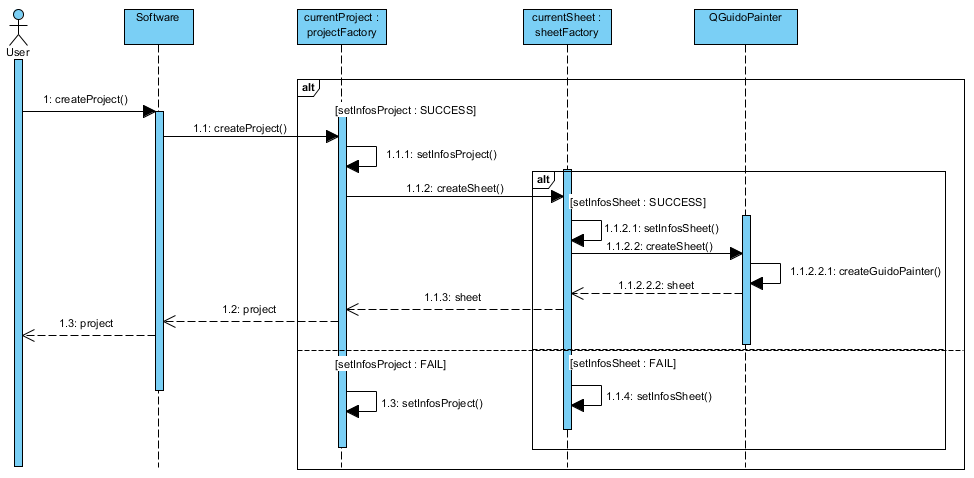 User
Software
currentProject :
projectFactory
currentSheet :
sheetFactory
QGuidoPainter
alt
1: createProject()
[setInfosProject : SUCCESS]
1.1: createProject()
1.1.1: setInfosProject()
alt
1.1.2: createSheet()
[setInfosSheet : SUCCESS]
1.1.2.1: setInfosSheet()
1.1.2.2: createSheet()
1.1.2.2.1: createGuidoPainter()
1.1.2.2.2: sheet
1.1.3: sheet
1.2: project
1.3: project
[setInfosProject : FAIL]
[setInfosSheet : FAIL]
1.3: setInfosProject()
1.1.4: setInfosSheet()